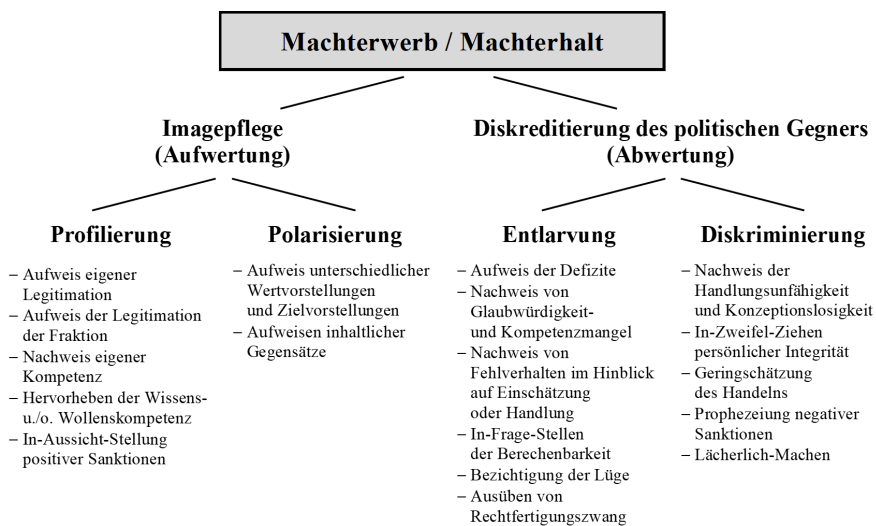 Machterwerb / Machterhalt
Imagepflege
(Aufwertung)
Diskreditierung des politischen Gegners
(Abwertung)
Profilierung
– Aufweis eigener
Legitimation
– Aufweis der Legitimation
der Fraktion
– Nachweis eigener
Kompetenz
– Hervorheben der Wissens-
u./o. Wollenskompetenz
– In-Aussicht-Stellung
positiver Sanktionen
Polarisierung
– Aufweis unterschiedlicher
Wertvorstellungen
und Zielvorstellungen
– Aufweisen inhaltlicher
Gegensätze
Entlarvung
– Aufweis der Defizite
– Nachweis von
Glaubwürdigkeit-
und Kompetenzmangel
– Nachweis von
Fehlverhalten im Hinblick
auf Einschätzung
oder Handlung
– In-Frage-Stellen
der Berechenbarkeit
– Bezichtigung der Lüge
– Ausüben von
Rechtfertigungszwang
Diskriminierung
– Nachweis der
Handlungsunfähigkeit
und Konzeptionslosigkeit
– In-Zweifel-Ziehen
persönlicher Integrität
– Geringschätzung
des Handelns
– Prophezeiung negativer
Sanktionen
– Lächerlich-Machen